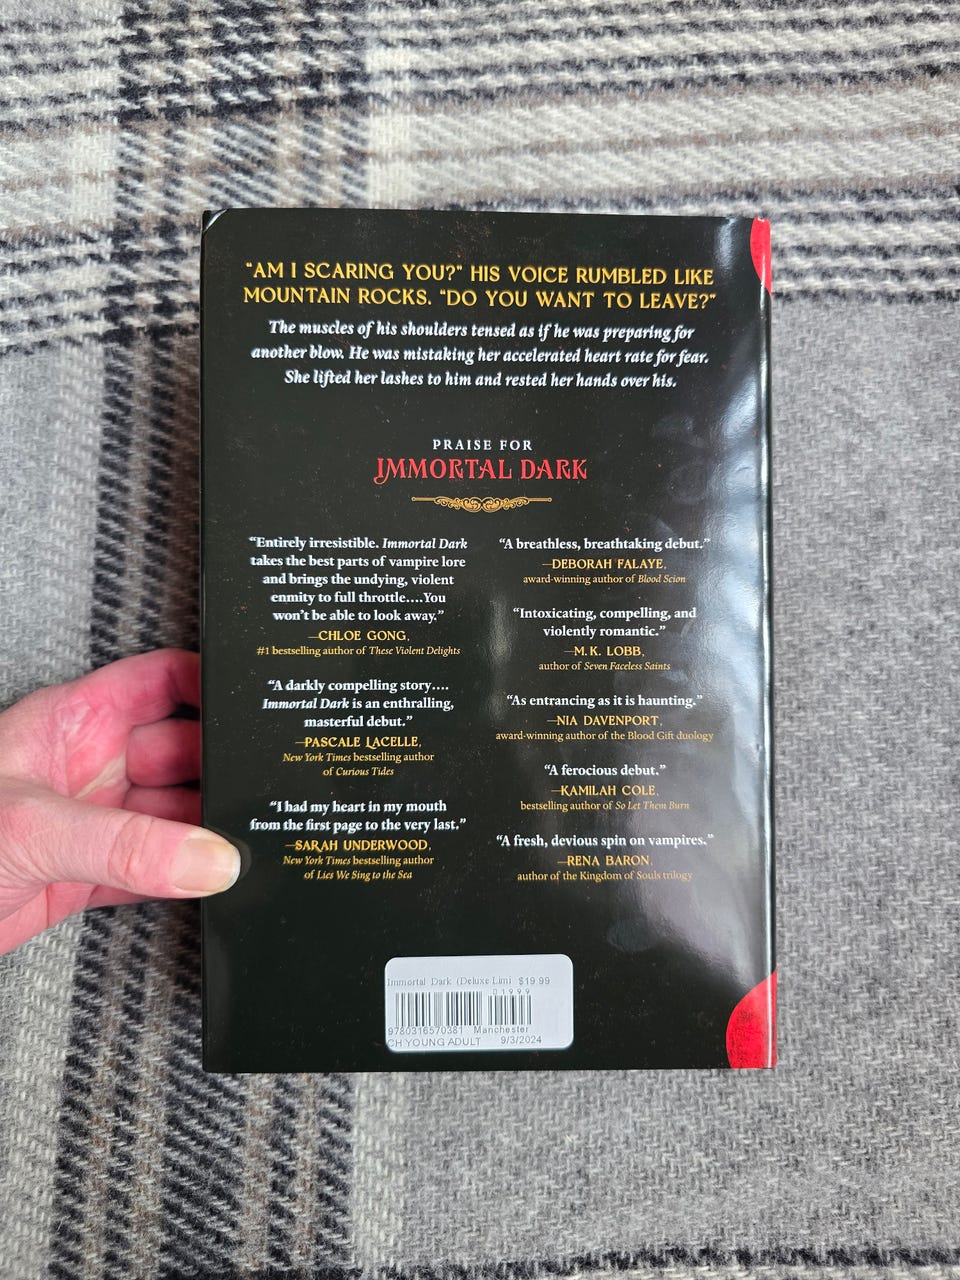 “AM I SCARING YOU?” HIS VOICE RUMBLED LIKE
MOUNTAIN ROCKS. “DO YOU WANT TO LEAVE?”
The muscles of his shoulders tensed as if he was preparing for
another blow. He was mistaking her accelerated heart rate for fear.
She lifted her lashes to him and rested her hands over his.
PRAISE FOR
IMMORTAL DARK
“Entirely irresistible. Immortal Dark
takes the best parts of vampire lore
and brings the undying, violent
enmity to full throttle....You
won’t be able to look away.”
—CHLOE GONG,
#1 bestselling author of These Violent Delights
“A darkly compelling story....
Immortal Dark is an enthralling,
masterful debut.”
—PASCALE LACELLE,
New York Times bestselling author
of Curious Tides
“I had my heart in my mouth
from the first page to the very last.”
—SARAH UNDERWOOD,
New York Times bestselling author
of Lies We Sing to the Sea
“A breathless, breathtaking debut.”
—DEBORAH FALAYE,
award-winning author of Blood Scion
“Intoxicating, compelling, and
violently romantic.”
—M. K. LOBB,
author of Seven Faceless Saints
“As entrancing as it is haunting.”
—NIA DAVENPORT,
award-winning author of the Blood Gift duology
“A ferocious debut.”
—KAMILAH COLE,
bestselling author of So Let Them Burn
“A fresh, devious spin on vampires.”
—RENA BARON,
author of the Kingdom of Souls trilogy
Immortal Dark (Deluxe Limi $19.99
01999
9780316570381 Manchester
CH YOUNG ADULT 9/3/2024